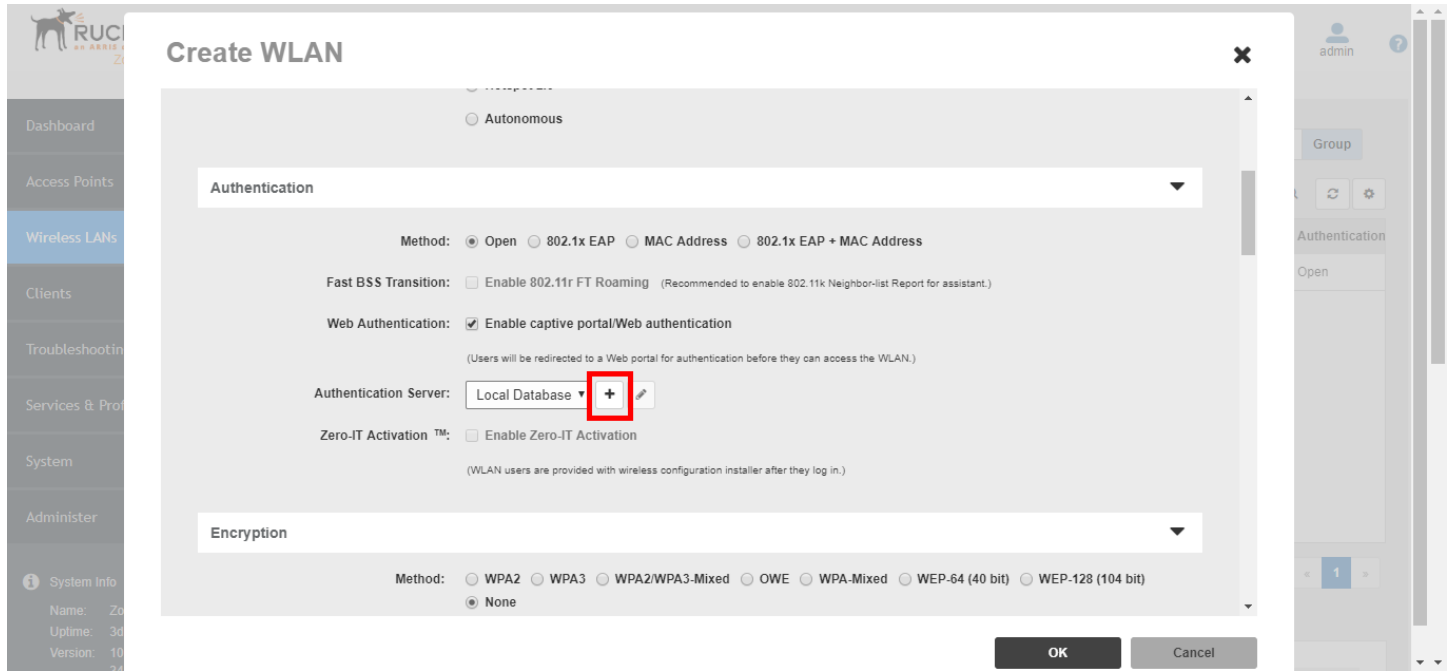 RUC
Create WLAN
admin
Autonomous
Dashboard
Group
Access Points
Authentication
Wireless LANs
Method: Open 802.1x EAP MAC Address 802.1x EAP + MAC Address
Authentication
Fast BSS Transition: Enable 802.11r FT Roaming (Recommended to enable 802.11k Neighbor-list Report for assistant.)
Open
Clients
Web Authentication: Enable captive portal/Web authentication
Troubleshootin
(Users will be redirected to a Web portal for authentication before they can access the WLAN.)
Authentication Server: Local Database +
Services & Prof
Zero-IT Activation ™: Enable Zero-IT Activation
System
(WLAN users are provided with wireless configuration installer after they log in.)
Administer
Encryption
System Info
Method: WPA2 WPA3 WPA2/WPA3-Mixed OWE WPA-Mixed WEP-64 (40 bit) WEP-128 (104 bit)
« 1 »
None
Name: Zo
Uptime: 3d
Version: 10
OK Cancel